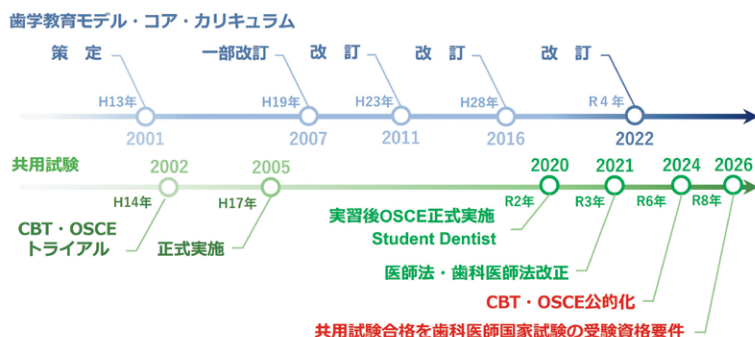 歯学教育モデル・コア・カリキュラム
策　定
一部改訂
改　訂
改　訂
改　訂
H13年
H19年
H23年
H28年
R４年
2001
2007
2011
2016
2022
共用試験
2002
2005
2020
2021
2024
2026
H14年
H17年
R2年
R3年
R6年
R8年
CBT・OSCE
トライアル
正式実施
実習後OSCE正式実施
Student Dentist
医師法・歯科医師法改正
CBT・OSCE公的化
共用試験合格を歯科医師国家試験の受験資格要件